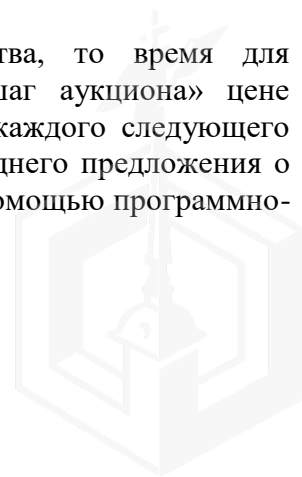 тва, то время для
шаг аукциона» цене
каждого следующего
днего предложения о
омощью программно-